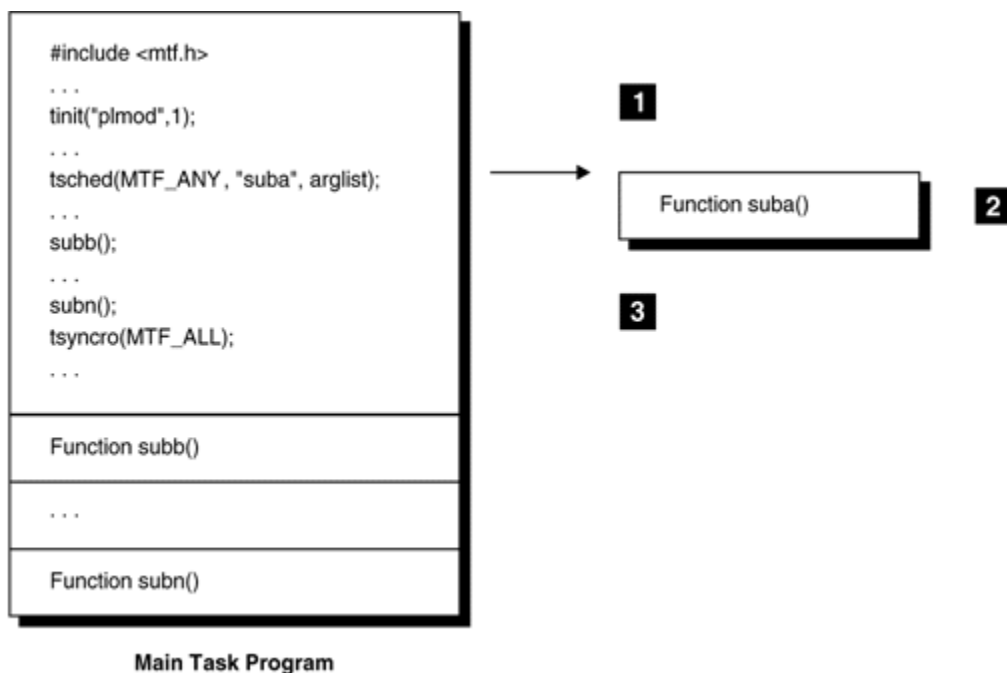 #include <mtf.h>
. . .
tinit("plmod",1);
. . .
tsched(MTF_ANY, "suba", arglist);
. . .
subb();
. . .
subn();
tsyncro(MTF_ALL);
. . .
Function subb()
. . .
Function subn()
Main Task Program
1
Function suba()
2
3